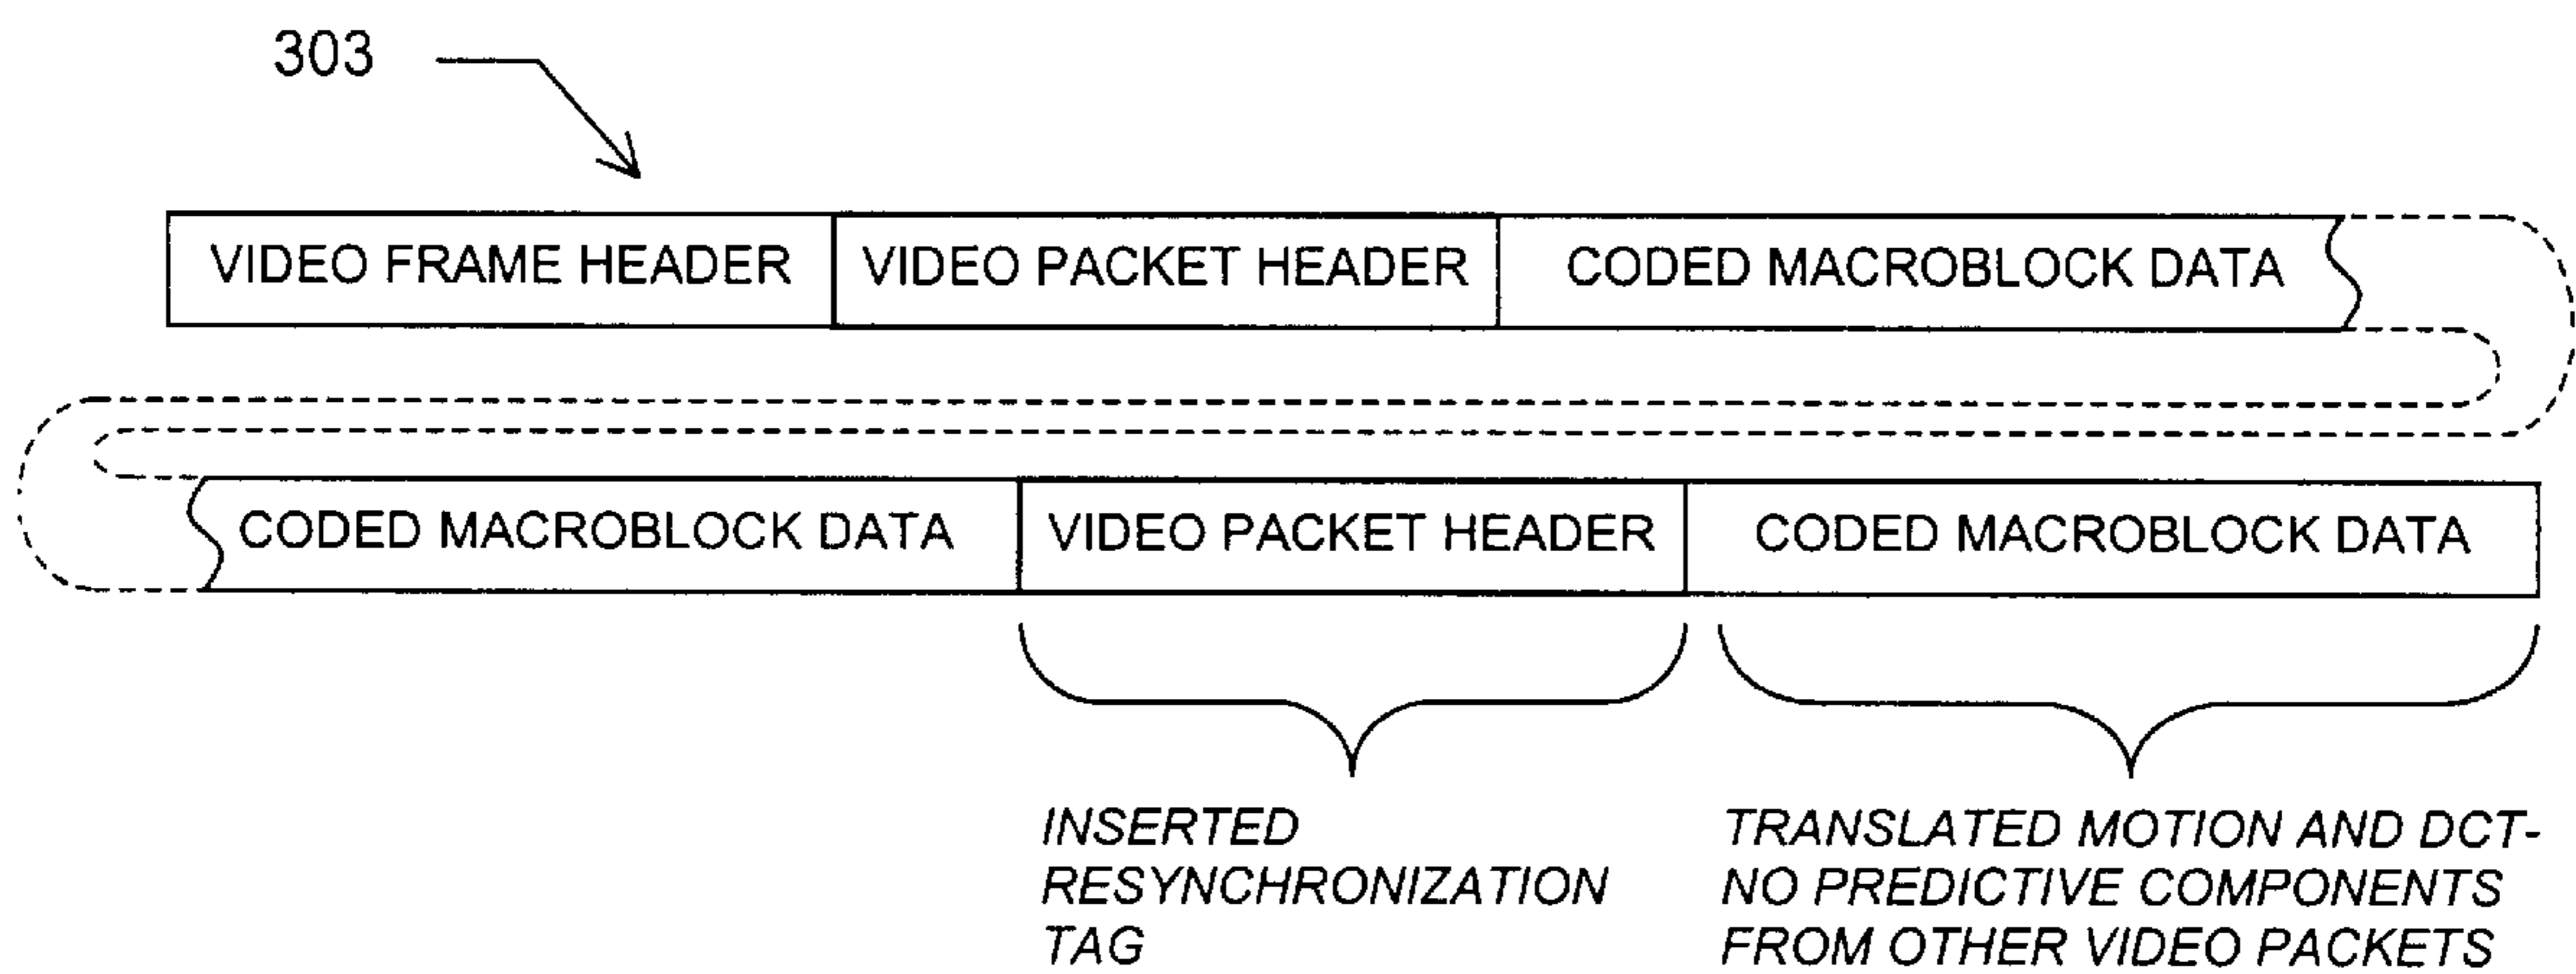 303
VIDEO FRAME HEADER VIDEO PACKET HEADER CODED MACROBLOCK DATA
CODED MACROBLOCK DATA VIDEO PACKET HEADER CODED MACROBLOCK DATA
INSERTED
RESYNCHRONIZATION
TAG
TRANSLATED MOTION AND DCT-
NO PREDICTIVE COMPONENTS
FROM OTHER VIDEO PACKETS